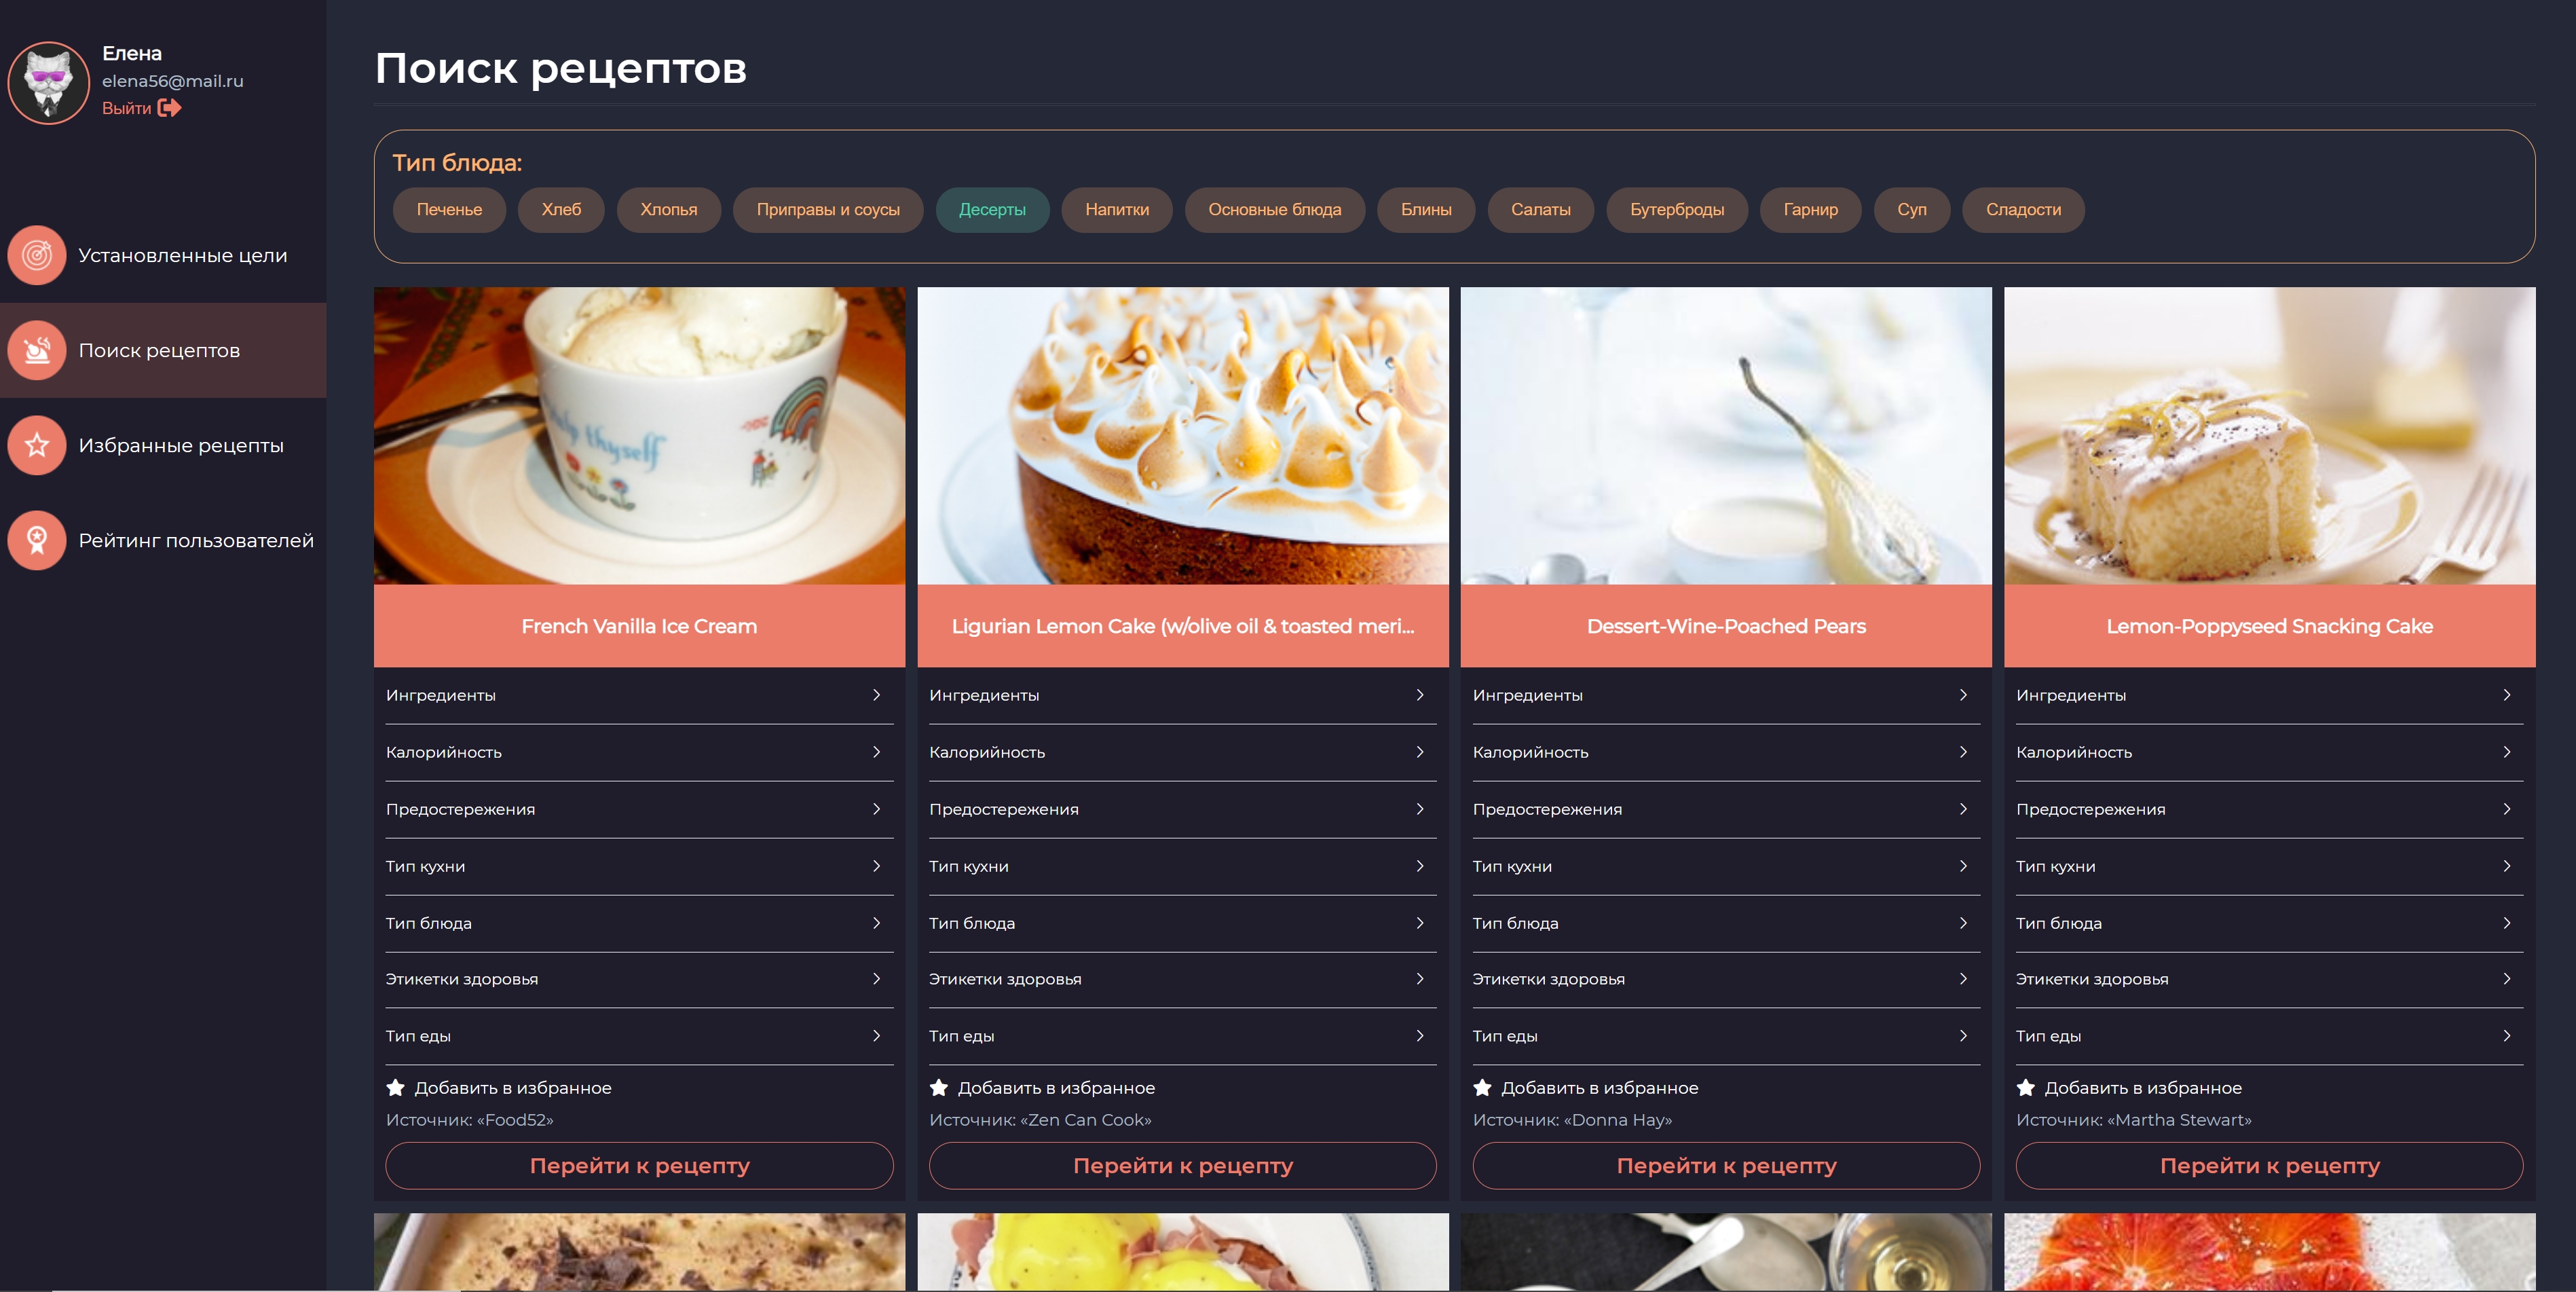 Елена
elena56@mail.ru
Выйти
Установленные цели
Поиск рецептов
Избранные рецепты
Рейтинг пользователей
Поиск рецептов
Тип блюда:
Печенье Хлеб Хлопья Приправы и соусы Десерты Напитки Основные блюда Блины Салаты Бутерброды Гарнир Суп Сладости
thyself
French Vanilla Ice Cream
Ингредиенты
Калорийность
Предостережения
Тип кухни
Тип блюда
Этикетки здоровья
Тип еды
Добавить в избранное
Источник: «Food52»
Перейти к рецепту
Ligurian Lemon Cake (w/olive oil & toasted meri...
Ингредиенты
Калорийность
Предостережения
Тип кухни
Тип блюда
Этикетки здоровья
Тип еды
Добавить в избранное
Источник: «Zen Can Cook»
Перейти к рецепту
Dessert-Wine-Poached Pears
Ингредиенты
Калорийность
Предостережения
Тип кухни
Тип блюда
Этикетки здоровья
Тип еды
Добавить в избранное
Источник: «Donna Hay»
Перейти к рецепту
Lemon-Poppyseed Snacking Cake
Ингредиенты
Калорийность
Предостережения
Тип кухни
Тип блюда
Этикетки здоровья
Тип еды
Добавить в избранное
Источник: «Martha Stewart»
Перейти к рецепту